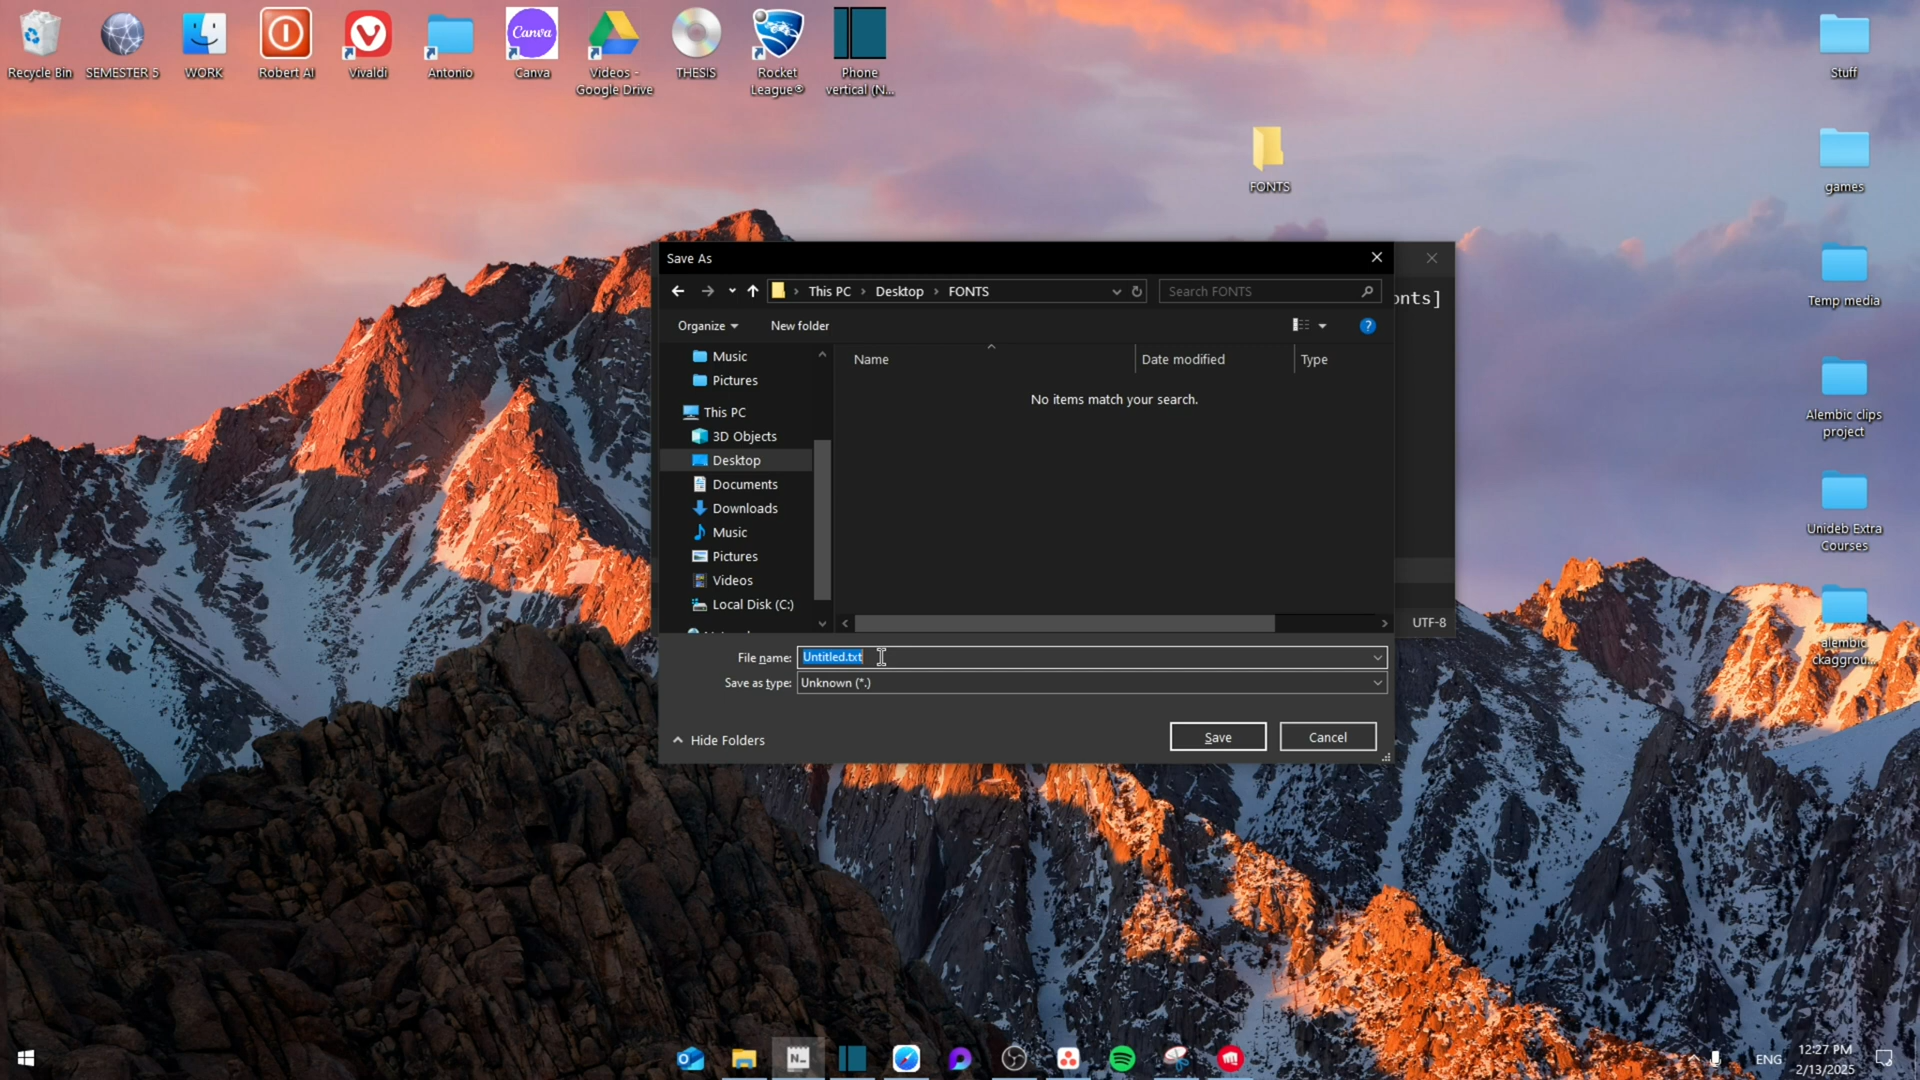 Recycle Bin
SEMESTER 5
WORK
Robert AI
Vivaldi
Antonio
Canva
Canva
Videos -
Google Drive
THESIS
Rocket
League®
Phone
vertical (N...
Stuff
FONTS
games
Temp media
Alembic clips
project
Unideb Extra
Courses
alembic
ckaggrou...
Save As
This PC
Desktop
FONTS
Search FONTS
onts]
Organize
New folder
?
Music
Pictures
This PC
3D Objects
Desktop
Documents
Downloads
Music
Pictures
Videos
Local Disk (C:)
Name
Date modified
Type
No items match your search.
UTF-8
File name:
Untitled.txt
Save as type:
Unknown (*.)
Hide Folders
Save
Cancel
N...
ENG
12:27 PM
2/13/2025